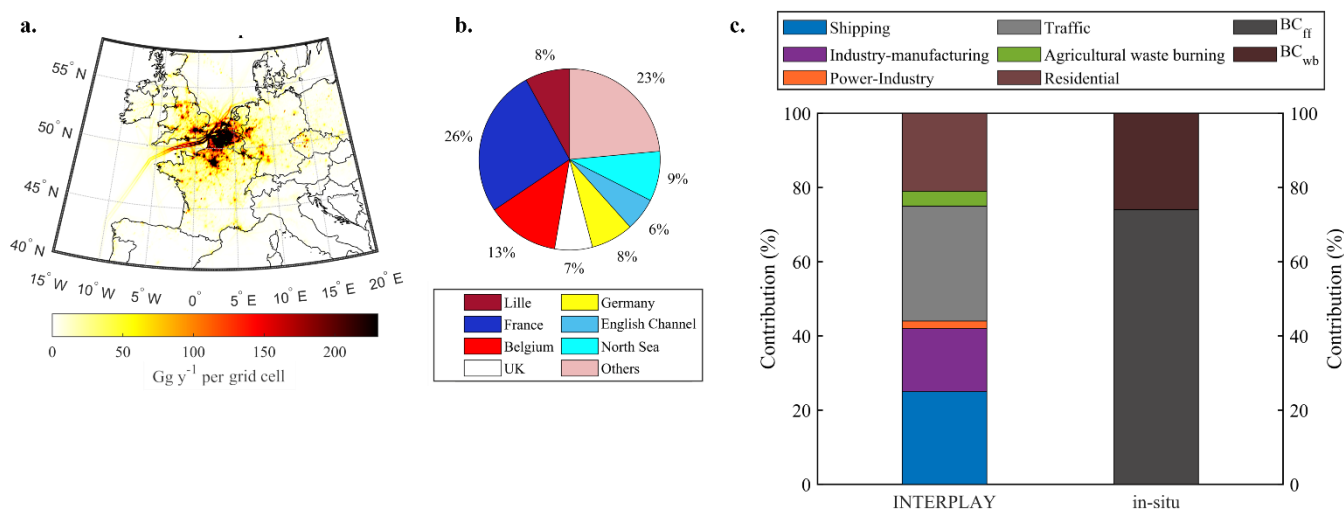 a.
55° N
50° N
45° N
40° N
15° W
10° W
5° W
0°
5° E
10° E
15° E
20° E
0
50
100
150
200
Gg y⁻¹ per grid cell
b.
8%
23%
26%
9%
6%
13%
8%
7%
Lille
Germany
France
English Channel
Belgium
North Sea
UK
Others
c.
Shipping
Traffic
BCff
Industry-manufacturing
Agricultural waste burning
BCwb
Power-Industry
Residential
100
80
60
40
20
0
Contribution (%)
100
80
60
40
20
0
Contribution (%)
INTERPLAY
in-situ